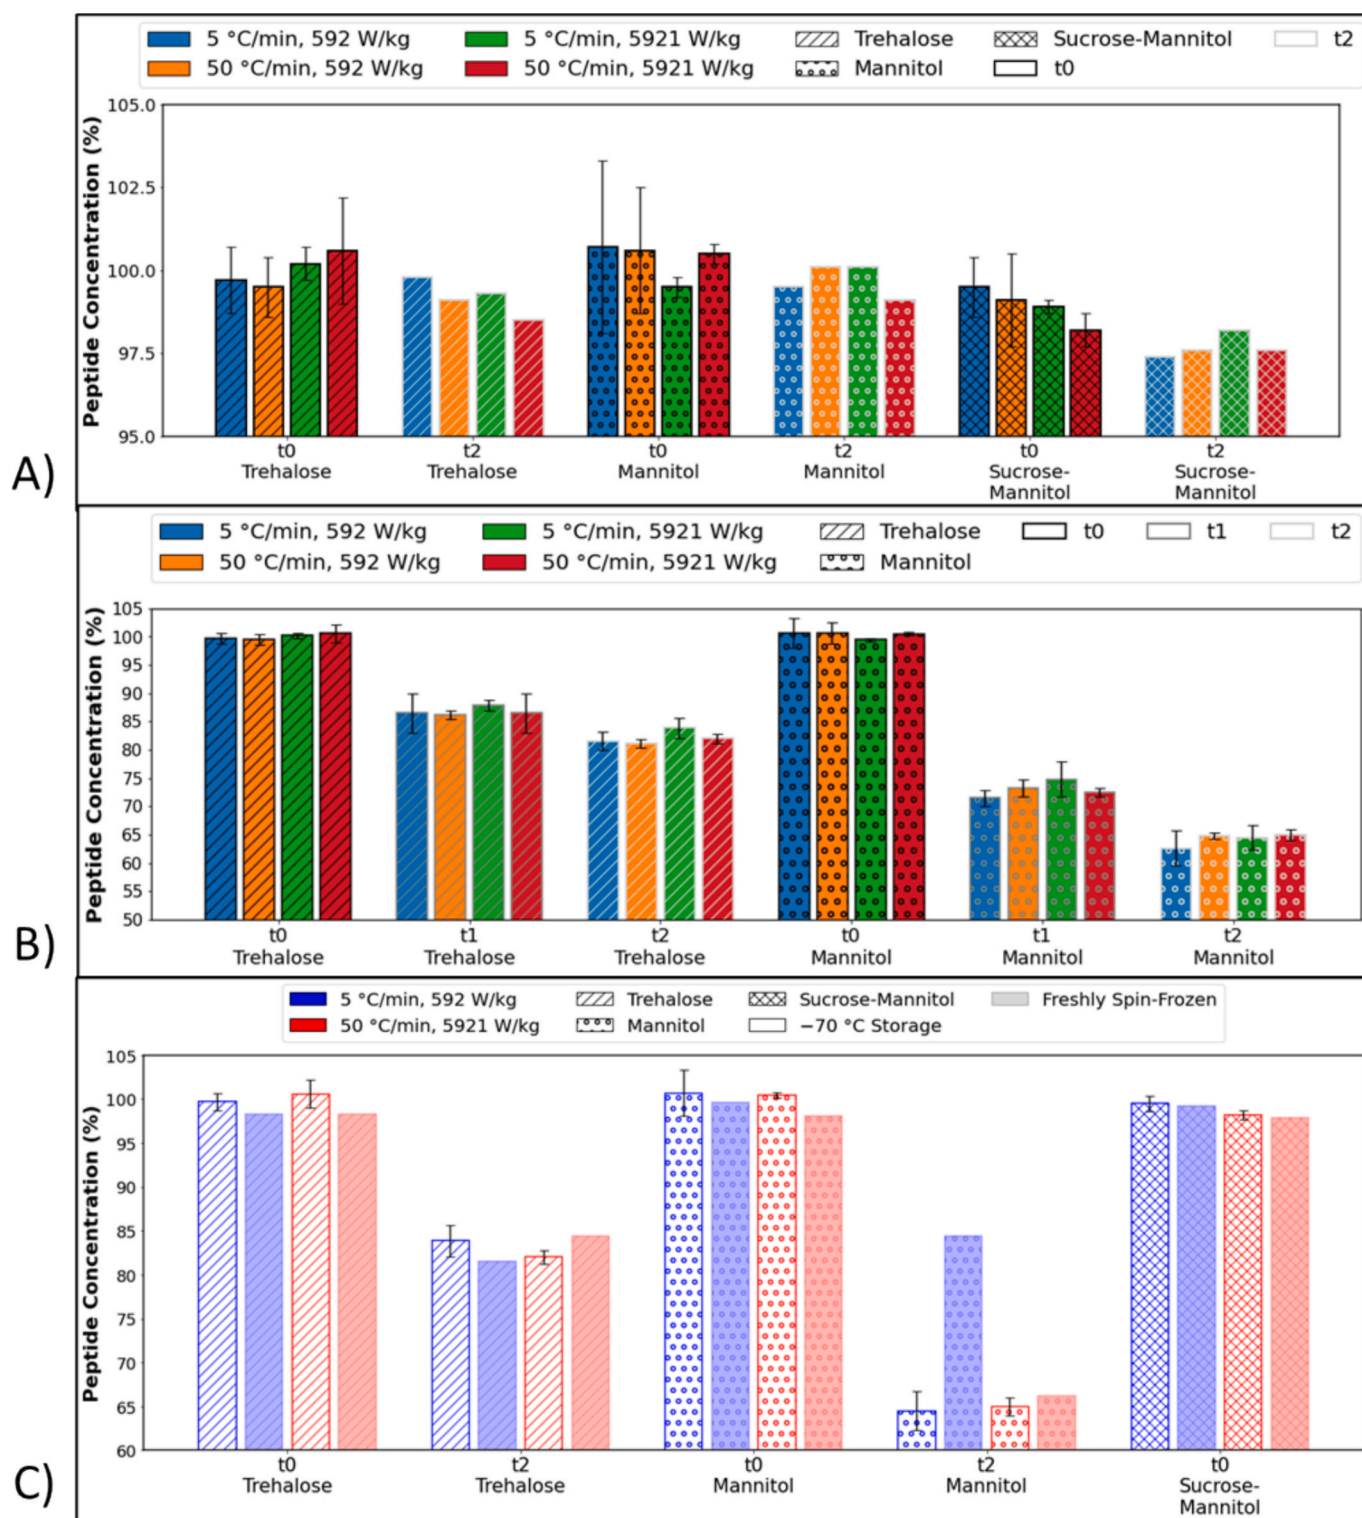 5 °C/min, 592 W/kg 5 °C/min, 5921 W/kg Trehalose Sucrose-Mannitol t2
50 °C/min, 592 W/kg 50 °C/min, 5921 W/kg Mannitol t0
Peptide Concentration (%)
105.0
102.5
100.0
97.5
95.0
t0 t2 t0 t2 t0 t2
Trehalose Trehalose Mannitol Mannitol Sucrose- Sucrose-
Mannitol Mannitol
A)
5 °C/min, 592 W/kg 5 °C/min, 5921 W/kg Trehalose t0 t1 t2
50 °C/min, 592 W/kg 50 °C/min, 5921 W/kg Mannitol
Peptide Concentration (%)
105
100
95
90
85
80
75
70
65
60
55
50
t0 t1 t2 t0 t1 t2
Trehalose Trehalose Trehalose Mannitol Mannitol Mannitol
B)
5 °C/min, 592 W/kg Trehalose Sucrose-Mannitol Freshly Spin-Frozen
50 °C/min, 5921 W/kg Mannitol −70 °C Storage
Peptide Concentration (%)
105
100
95
90
85
80
75
70
65
60
t0 t2 t0 t2 t0
Trehalose Trehalose Mannitol Mannitol Sucrose-
Mannitol
C)